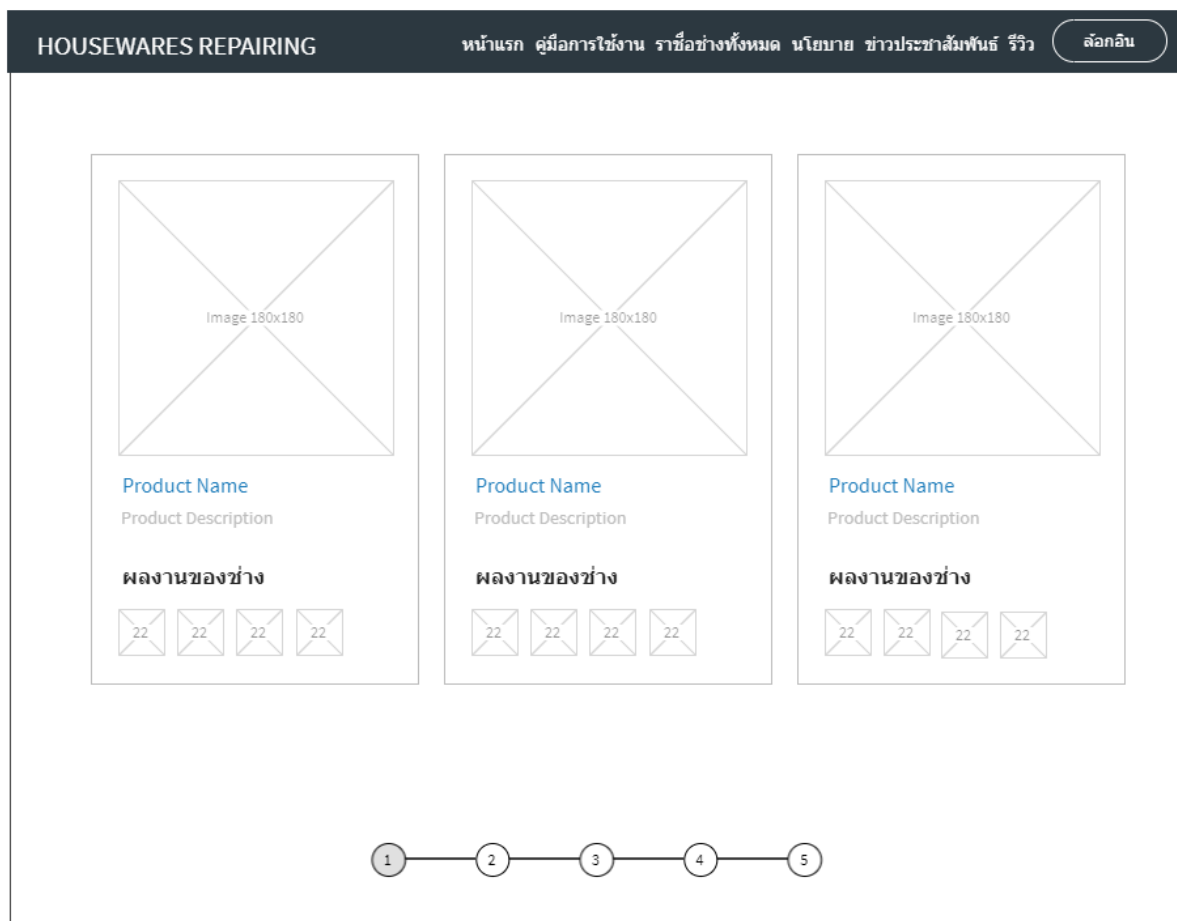 HOUSEWARES REPAIRING หน้าแรก คู่มือการใช้งาน ราชื่อช่างทั้งหมด นโยบาย ข่าวประชาสัมพันธ์ รีวิว ล้อกอิน
Image 180x180 Image 180x180 Image 180x180
Product Name Product Name Product Name
Product Description Product Description Product Description
ผลงานของช่าง ผลงานของช่าง ผลงานของช่าง
22 22 22 22 22 22 22 22 22 22 22 22
1 2 3 4 5